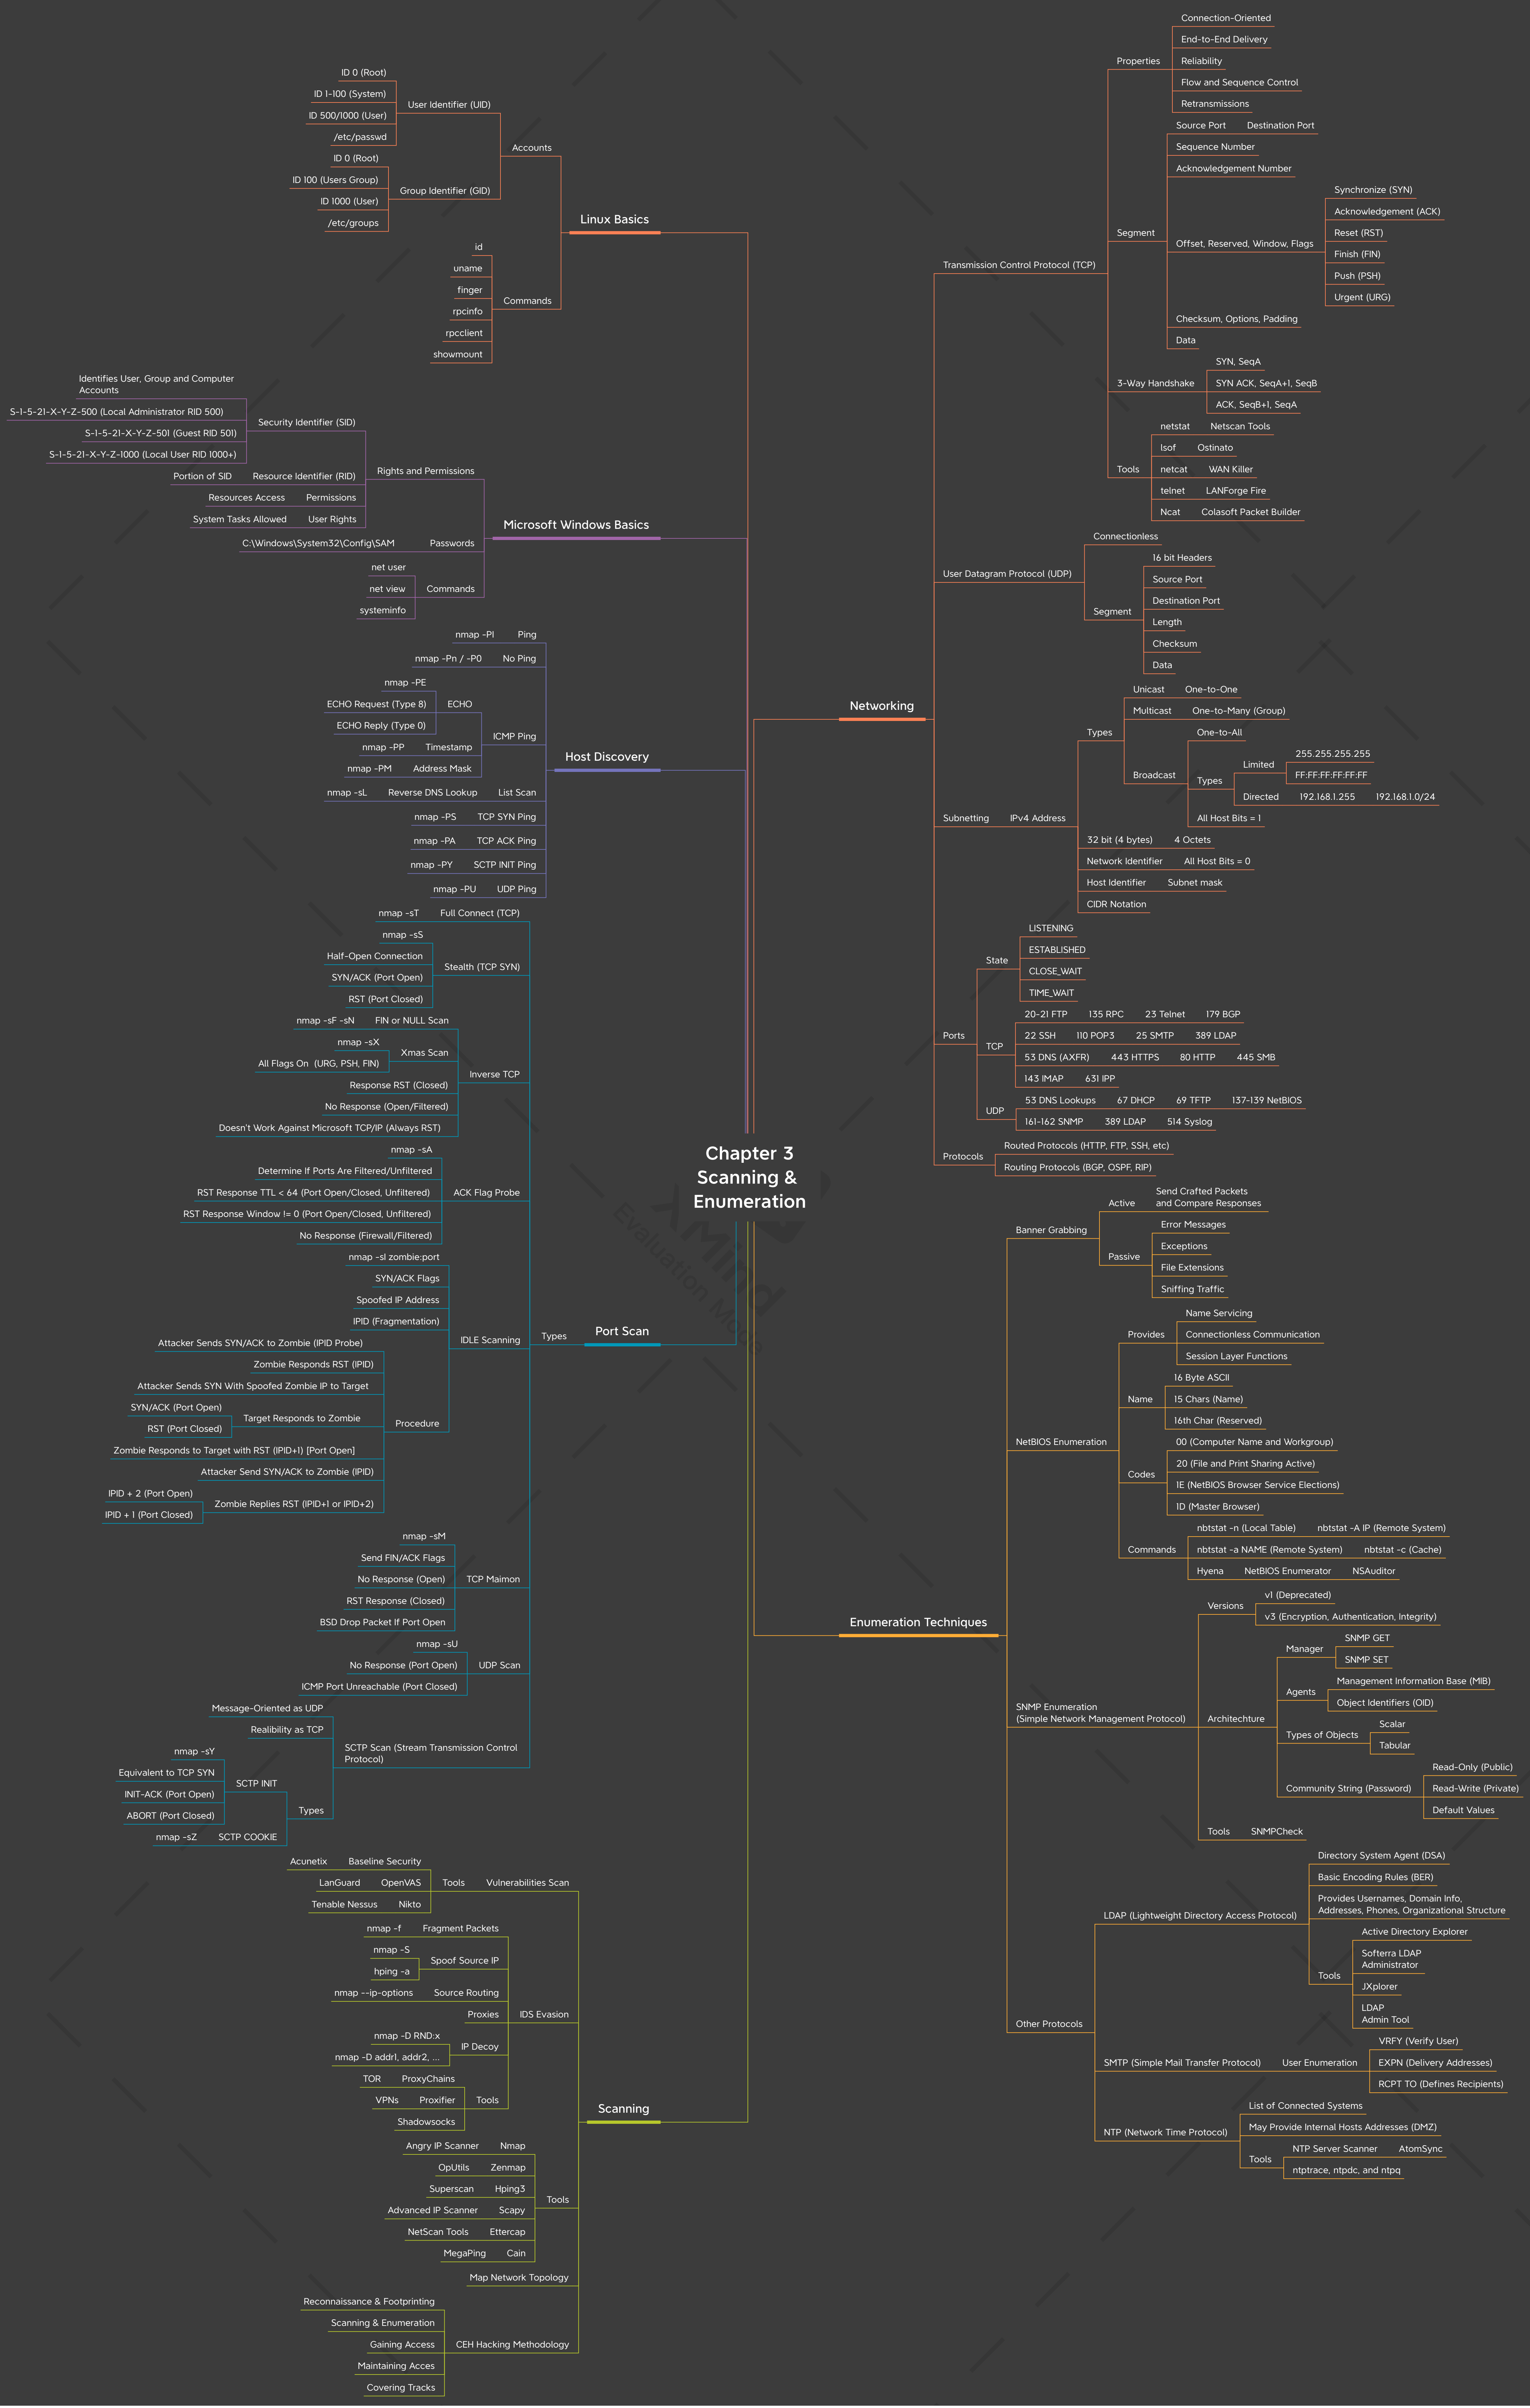 Chapter 3
Scanning &
Enumeration
Linux Basics
Accounts
User Identifier (UID)
ID 0 (Root)
ID 1-100 (System)
ID 500/1000 (User)
/etc/passwd
Group Identifier (GID)
ID 0 (Root)
ID 100 (Users Group)
ID 1000 (User)
/etc/groups
Commands
id
uname
finger
rpcinfo
rpcclient
showmount
Microsoft Windows Basics
Rights and Permissions
Security Identifier (SID)
Identifies User, Group and Computer
Accounts
S-1-5-21-X-Y-Z-500 (Local Administrator RID 500)
S-1-5-21-X-Y-Z-501 (Guest RID 501)
S-1-5-21-X-Y-Z-1000 (Local User RID 1000+)
Portion of SID Resource Identifier (RID)
Resources Access Permissions
System Tasks Allowed User Rights
C:\Windows\System32\Config\SAM Passwords
Commands
net user
net view
systeminfo
Host Discovery
nmap -PI Ping
nmap -Pn / -P0 No Ping
ICMP Ping
ECHO
nmap -PE
ECHO Request (Type 8)
ECHO Reply (Type 0)
nmap -PP Timestamp
nmap -PM Address Mask
nmap -sL Reverse DNS Lookup List Scan
nmap -PS TCP SYN Ping
nmap -PA TCP ACK Ping
nmap -PY SCTP INIT Ping
nmap -PU UDP Ping
Port Scan
Types
nmap -sT Full Connect (TCP)
Stealth (TCP SYN)
nmap -sS
Half-Open Connection
SYN/ACK (Port Open)
RST (Port Closed)
Inverse TCP
nmap -sF -sN FIN or NULL Scan
Xmas Scan
nmap -sX
All Flags On (URG, PSH, FIN)
Response RST (Closed)
No Response (Open/Filtered)
Doesn't Work Against Microsoft TCP/IP (Always RST)
ACK Flag Probe
nmap -sA
Determine If Ports Are Filtered/Unfiltered
RST Response TTL < 64 (Port Open/Closed, Unfiltered)
RST Response Window != 0 (Port Open/Closed, Unfiltered)
No Response (Firewall/Filtered)
IDLE Scanning
nmap -sI zombie:port
SYN/ACK Flags
Spoofed IP Address
IPID (Fragmentation)
Procedure
Attacker Sends SYN/ACK to Zombie (IPID Probe)
Zombie Responds RST (IPID)
Attacker Sends SYN With Spoofed Zombie IP to Target
Target Responds to Zombie
SYN/ACK (Port Open)
RST (Port Closed)
Zombie Responds to Target with RST (IPID+1) [Port Open]
Attacker Send SYN/ACK to Zombie (IPID)
Zombie Replies RST (IPID+1 or IPID+2)
IPID + 2 (Port Open)
IPID + 1 (Port Closed)
TCP Maimon
nmap -sM
Send FIN/ACK Flags
No Response (Open)
RST Response (Closed)
BSD Drop Packet If Port Open
UDP Scan
nmap -sU
No Response (Port Open)
ICMP Port Unreachable (Port Closed)
SCTP Scan (Stream Transmission Control
Protocol)
Message-Oriented as UDP
Realibility as TCP
Types
SCTP INIT
nmap -sY
Equivalent to TCP SYN
INIT-ACK (Port Open)
ABORT (Port Closed)
nmap -sZ SCTP COOKIE
Scanning
Vulnerabilities Scan
Tools
Acunetix Baseline Security
LanGuard OpenVAS
Tenable Nessus Nikto
IDS Evasion
nmap -f Fragment Packets
Spoof Source IP
nmap -S
hping -a
nmap --ip-options Source Routing
Proxies
IP Decoy
nmap -D RND:x
nmap -D addr1, addr2, ...
Tools
TOR ProxyChains
VPNs Proxifier
Shadowsocks
Tools
Angry IP Scanner Nmap
OpUtils Zenmap
Superscan Hping3
Advanced IP Scanner Scapy
NetScan Tools Ettercap
MegaPing Cain
Map Network Topology
CEH Hacking Methodology
Reconnaissance & Footprinting
Scanning & Enumeration
Gaining Access
Maintaining Acces
Covering Tracks
Networking
Transmission Control Protocol (TCP)
Properties
Connection-Oriented
End-to-End Delivery
Reliability
Flow and Sequence Control
Retransmissions
Segment
Source Port Destination Port
Sequence Number
Acknowledgement Number
Offset, Reserved, Window, Flags
Synchronize (SYN)
Acknowledgement (ACK)
Reset (RST)
Finish (FIN)
Push (PSH)
Urgent (URG)
Checksum, Options, Padding
Data
3-Way Handshake
SYN, SeqA
SYN ACK, SeqA+1, SeqB
ACK, SeqB+1, SeqA
Tools
netstat Netscan Tools
lsof Ostinato
netcat WAN Killer
telnet LANForge Fire
Ncat Colasoft Packet Builder
User Datagram Protocol (UDP)
Connectionless
Segment
16 bit Headers
Source Port
Destination Port
Length
Checksum
Data
Subnetting IPv4 Address
Types
Unicast One-to-One
Multicast One-to-Many (Group)
Broadcast
One-to-All
Types
Limited
255.255.255.255
FF:FF:FF:FF:FF:FF
Directed 192.168.1.255 192.168.1.0/24
All Host Bits = 1
32 bit (4 bytes) 4 Octets
Network Identifier All Host Bits = 0
Host Identifier Subnet mask
CIDR Notation
Ports
State
LISTENING
ESTABLISHED
CLOSE_WAIT
TIME_WAIT
TCP
20-21 FTP 135 RPC 23 Telnet 179 BGP
22 SSH 110 POP3 25 SMTP 389 LDAP
53 DNS (AXFR) 443 HTTPS 80 HTTP 445 SMB
143 IMAP 631 IPP
UDP
53 DNS Lookups 67 DHCP 69 TFTP 137-139 NetBIOS
161-162 SNMP 389 LDAP 514 Syslog
Protocols
Routed Protocols (HTTP, FTP, SSH, etc)
Routing Protocols (BGP, OSPF, RIP)
Enumeration Techniques
Banner Grabbing
Active
Send Crafted Packets
and Compare Responses
Passive
Error Messages
Exceptions
File Extensions
Sniffing Traffic
NetBIOS Enumeration
Provides
Name Servicing
Connectionless Communication
Session Layer Functions
Name
16 Byte ASCII
15 Chars (Name)
16th Char (Reserved)
Codes
00 (Computer Name and Workgroup)
20 (File and Print Sharing Active)
1E (NetBIOS Browser Service Elections)
1D (Master Browser)
Commands
nbtstat -n (Local Table) nbtstat -A IP (Remote System)
nbtstat -a NAME (Remote System) nbtstat -c (Cache)
Hyena NetBIOS Enumerator NSAuditor
SNMP Enumeration
(Simple Network Management Protocol)
Versions
v1 (Deprecated)
v3 (Encryption, Authentication, Integrity)
Architechture
Manager
SNMP GET
SNMP SET
Agents
Management Information Base (MIB)
Object Identifiers (OID)
Types of Objects
Scalar
Tabular
Community String (Password)
Read-Only (Public)
Read-Write (Private)
Default Values
Tools SNMPCheck
Other Protocols
LDAP (Lightweight Directory Access Protocol)
Directory System Agent (DSA)
Basic Encoding Rules (BER)
Provides Usernames, Domain Info,
Addresses, Phones, Organizational Structure
Tools
Active Directory Explorer
Softerra LDAP
Administrator
JXplorer
LDAP
Admin Tool
SMTP (Simple Mail Transfer Protocol) User Enumeration
VRFY (Verify User)
EXPN (Delivery Addresses)
RCPT TO (Defines Recipients)
NTP (Network Time Protocol)
List of Connected Systems
May Provide Internal Hosts Addresses (DMZ)
Tools
NTP Server Scanner AtomSync
ntptrace, ntpdc, and ntpq
XMind
Evaluation Mode